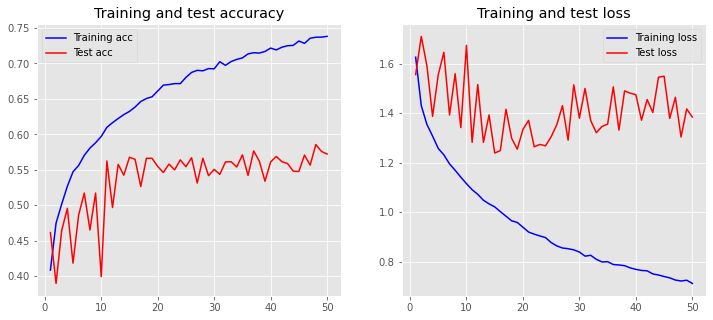 Training and test accuracy
Training acc
Test acc
0.75
0.70
0.65
0.60
0.55
0.50
0.45
0.40
0 10 20 30 40 50
Training and test loss
Training loss
Test loss
1.6
1.4
1.2
1.0
0.8
0 10 20 30 40 50